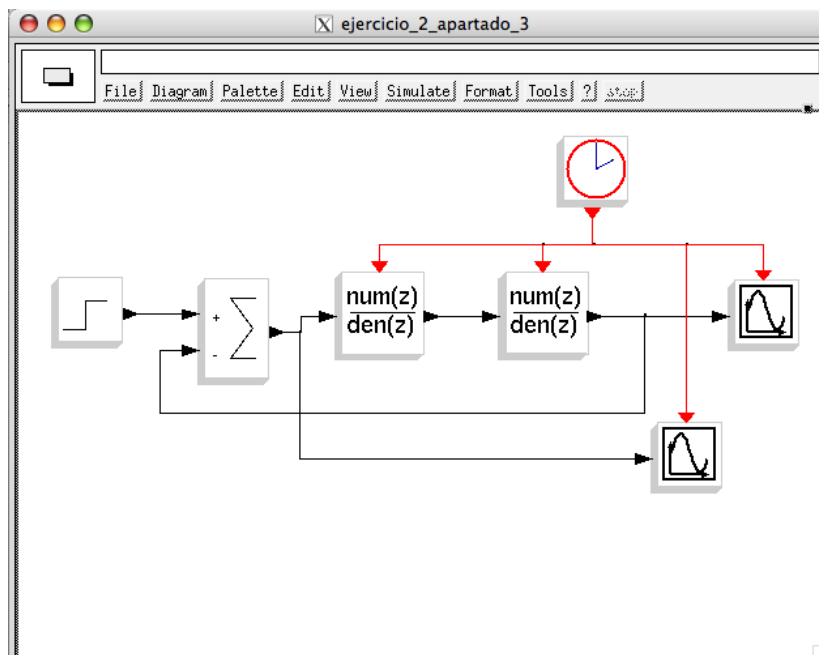 ejercicio_2_apartado_3
File Diagram Palette Edit View Simulate Format Tools ? stop
num(z)
den(z)
num(z)
den(z)
+
-